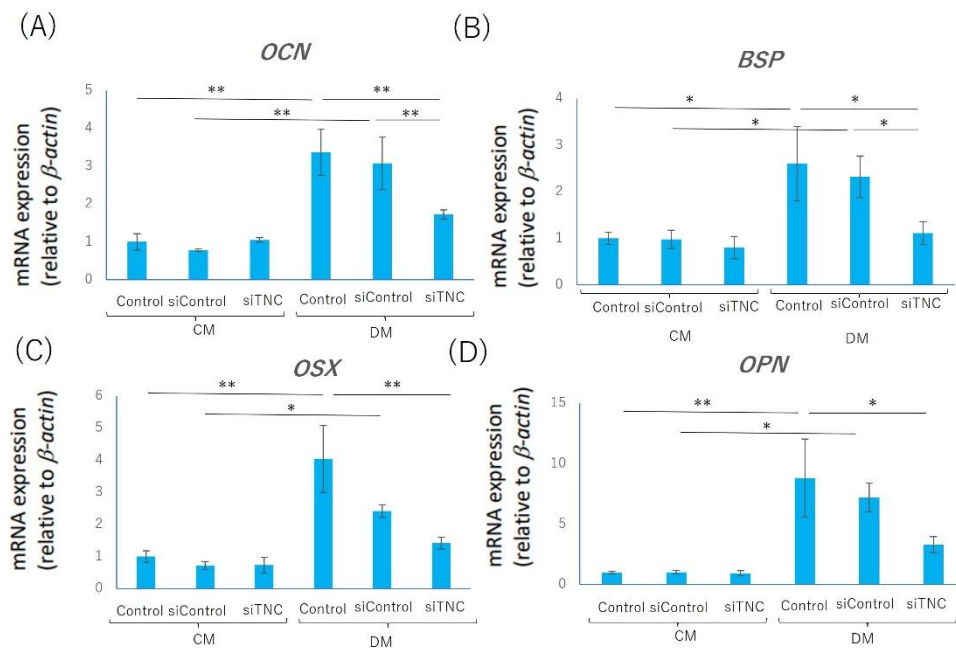 (A)
OCN
mRNA expression
(relative to β-actin)
5
4
3
2
1
0
** **
** **
Control siControl siTNC Control siControl siTNC
CM DM
(B)
BSP
mRNA expression
(relative to β-actin)
4
3
2
1
0
* *
* *
Control siControl siTNC Control siControl siTNC
CM DM
(C)
OSX
mRNA expression
(relative to β-actin)
6
5
4
3
2
1
0
** **
*
Control siControl siTNC Control siControl siTNC
CM DM
(D)
OPN
mRNA expression
(relative to β-actin)
15
10
5
0
** *
*
Control siControl siTNC Control siControl siTNC
CM DM